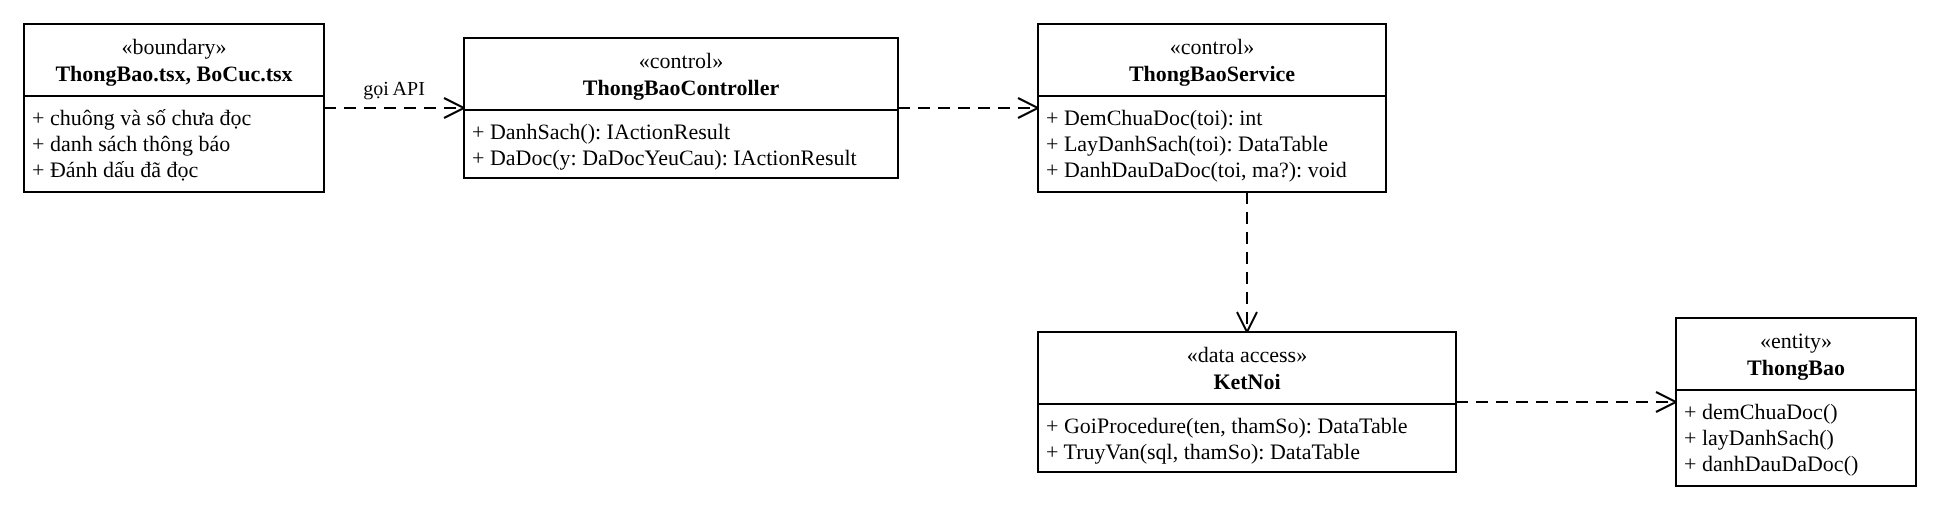 «boundary»
ThongBao.tsx, BoCuc.tsx
+ chuông và số chưa đọc
+ danh sách thông báo
+ Đánh dấu đã đọc
gọi API
«control»
ThongBaoController
+ DanhSach(): IActionResult
+ DaDoc(y: DaDocYeuCau): IActionResult
«control»
ThongBaoService
+ DemChuaDoc(toi): int
+ LayDanhSach(toi): DataTable
+ DanhDauDaDoc(toi, ma?): void
«data access»
KetNoi
+ GoiProcedure(ten, thamSo): DataTable
+ TruyVan(sql, thamSo): DataTable
«entity»
ThongBao
+ demChuaDoc()
+ layDanhSach()
+ danhDauDaDoc()